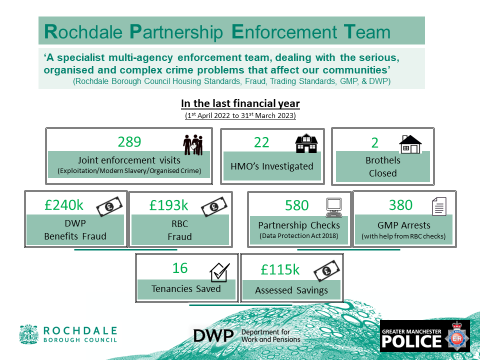 Rochdale Partnership Enforcement Team
‘A specialist multi-agency enforcement team, dealing with the serious,
organised and complex crime problems that affect our communities’
(Rochdale Borough Council Housing Standards, Fraud, Trading Standards, GMP, & DWP)
In the last financial year
(1st April 2022 to 31st March 2023)
289
Joint enforcement visits
(Exploitation/Modern Slavery/Organised Crime)
22
HMO’s Investigated
2
Brothels
Closed
£240k
DWP
Benefits Fraud
£193k
RBC
Fraud
580
Partnership Checks
(Data Protection Act 2018)
380
GMP Arrests
(with help from RBC checks)
16
Tenancies Saved
£115k
Assessed Savings
ROCHDALE
BOROUGH COUNCIL
DWP
Department for
Work and Pensions
GREATER MANCHESTER
POLICE